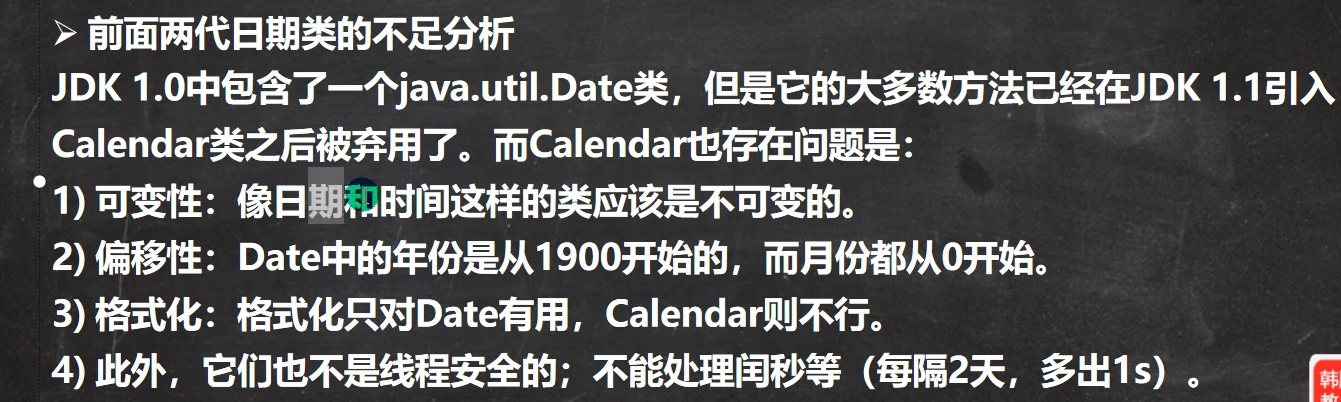 ➢ 前面两代日期类的不足分析
JDK 1.0中包含了一个java.util.Date类，但是它的大多数方法已经在JDK 1.1引入
Calendar类之后被弃用了。而Calendar也存在问题是：
1) 可变性：像日期和时间这样的类应该是不可变的。
2) 偏移性：Date中的年份是从1900开始的，而月份都从0开始。
3) 格式化：格式化只对Date有用，Calendar则不行。
4) 此外，它们也不是线程安全的；不能处理闰秒等（每隔2天，多出1s）。